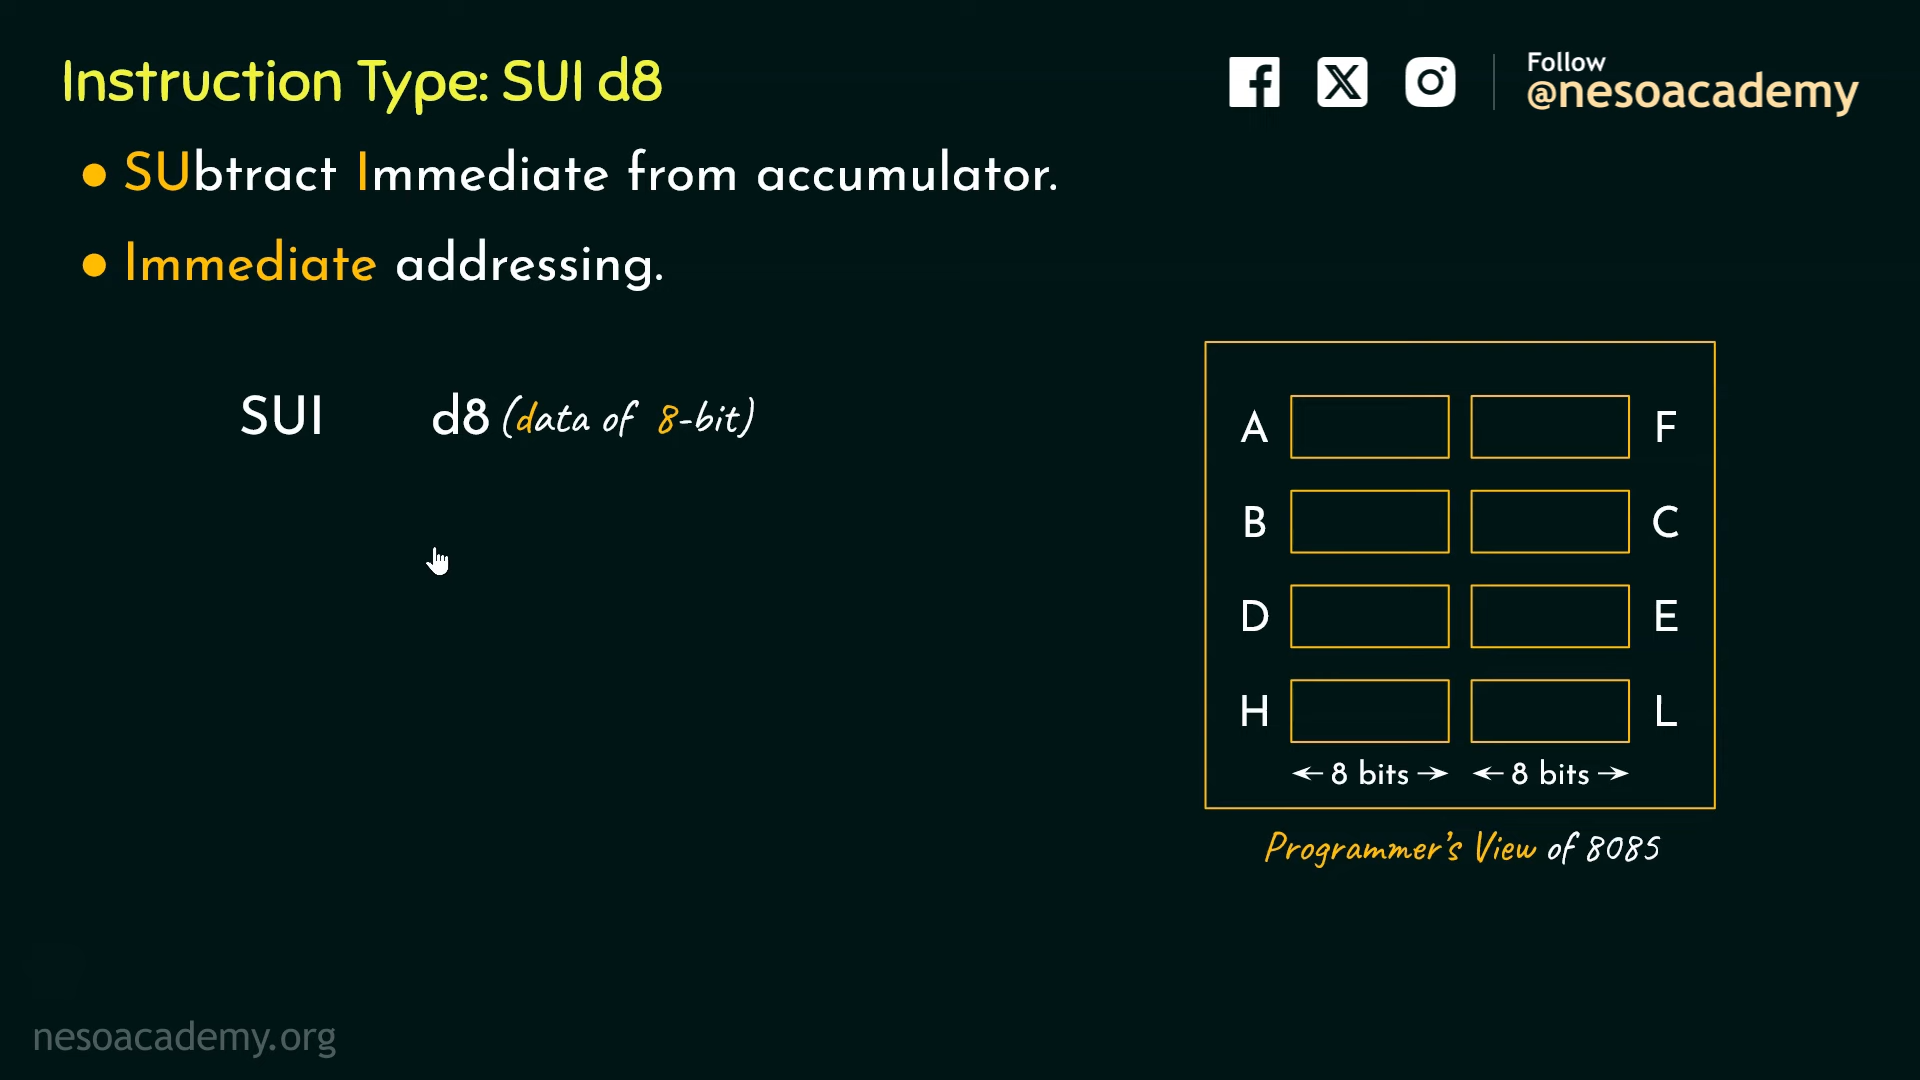 Instruction Type: SUI d8
Follow
@nesoacademy
● SUbtract Immediate from accumulator.
● Immediate addressing.
SUI d8 (data of 8-bit)
A F
B C
D E
H L
←8 bits→ ←8 bits→
Programmer's View of 8085
nesoacademy.org